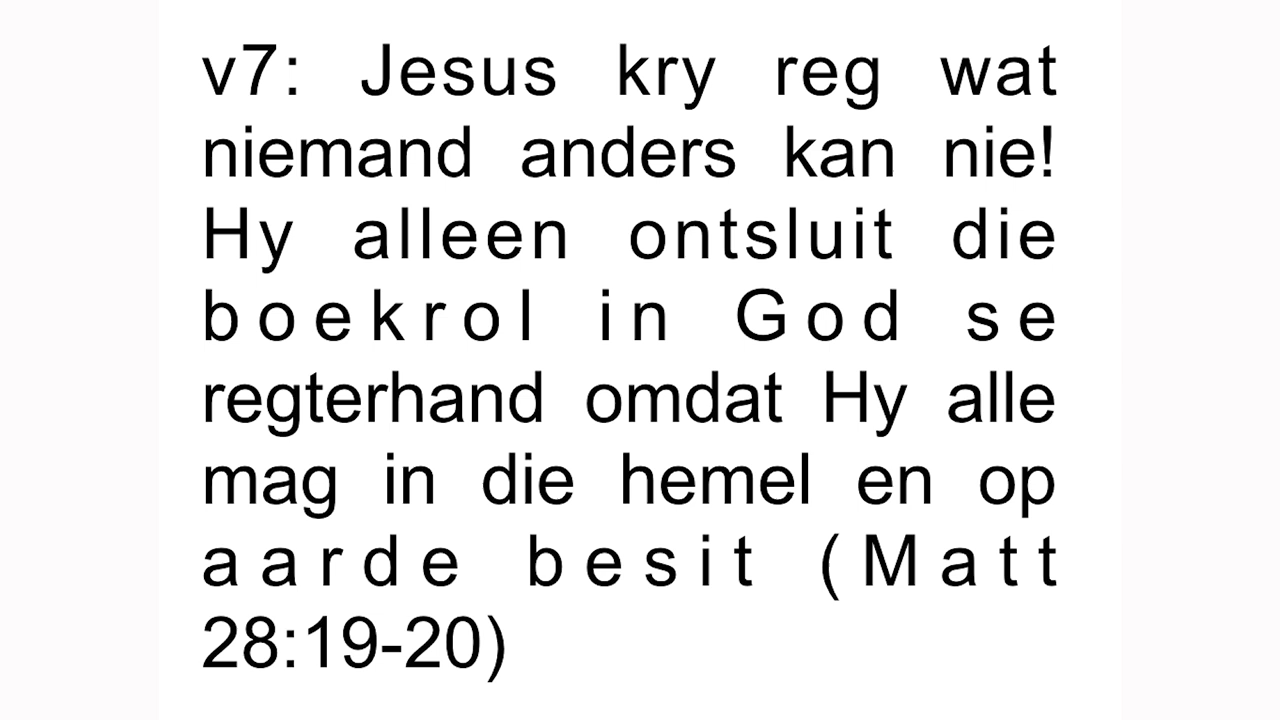 v7: Jesus kry reg wat
niemand anders kan nie!
Hy alleen ontsluit die
boekrol in God se
regterhand omdat Hy alle
mag in die hemel en op
aarde besit (Matt
28:19-20)